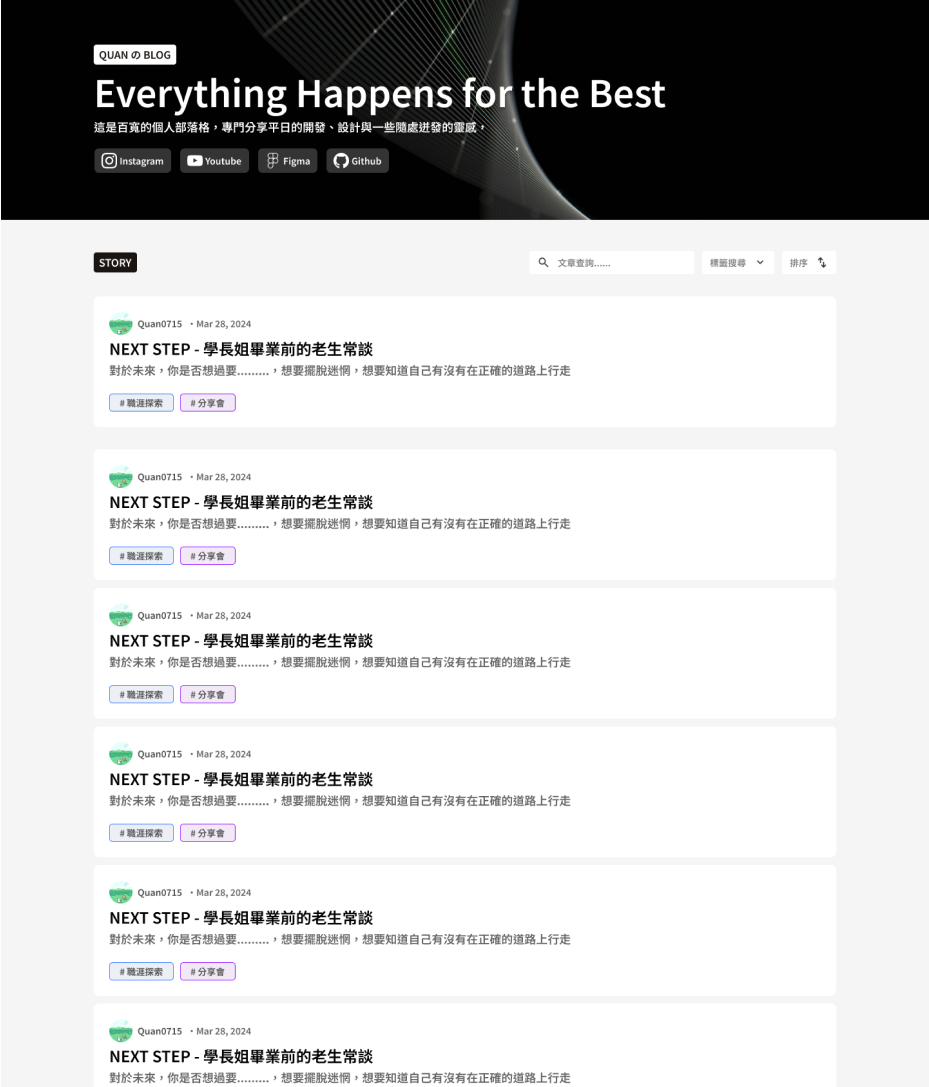 QUAN の BLOG
Everything Happens for the Best
這是百寬的個人部落格，專門分享平日的開發、設計與一些隨處迸發的靈感，
Instagram Youtube Figma Github
STORY 文章查詢...... 標籤搜尋 排序
Quan0715 ・Mar 28, 2024
NEXT STEP - 學長姐畢業前的老生常談
對於未來，你是否想過要.........，想要擺脫迷惘，想要知道自己有沒有在正確的道路上行走
# 職涯探索 # 分享會
Quan0715 ・Mar 28, 2024
NEXT STEP - 學長姐畢業前的老生常談
對於未來，你是否想過要.........，想要擺脫迷惘，想要知道自己有沒有在正確的道路上行走
# 職涯探索 # 分享會
Quan0715 ・Mar 28, 2024
NEXT STEP - 學長姐畢業前的老生常談
對於未來，你是否想過要.........，想要擺脫迷惘，想要知道自己有沒有在正確的道路上行走
# 職涯探索 # 分享會
Quan0715 ・Mar 28, 2024
NEXT STEP - 學長姐畢業前的老生常談
對於未來，你是否想過要.........，想要擺脫迷惘，想要知道自己有沒有在正確的道路上行走
# 職涯探索 # 分享會
Quan0715 ・Mar 28, 2024
NEXT STEP - 學長姐畢業前的老生常談
對於未來，你是否想過要.........，想要擺脫迷惘，想要知道自己有沒有在正確的道路上行走
# 職涯探索 # 分享會
Quan0715 ・Mar 28, 2024
NEXT STEP - 學長姐畢業前的老生常談
對於未來，你是否想過要.........，想要擺脫迷惘，想要知道自己有沒有在正確的道路上行走